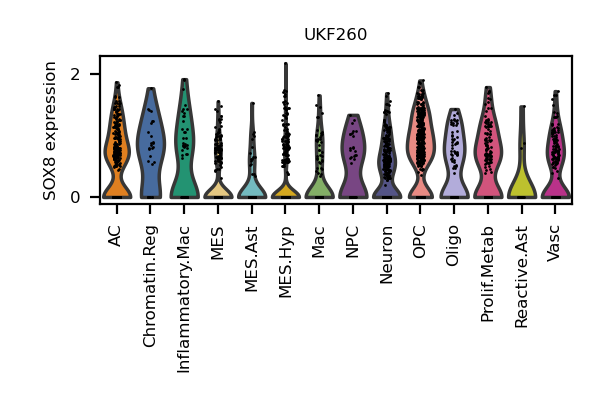 UKF260
SOX8 expression
2
0
AC
Chromatin.Reg
Inflammatory.Mac
MES
MES.Ast
MES.Hyp
Mac
NPC
Neuron
OPC
Oligo
Prolif.Metab
Reactive.Ast
Vasc